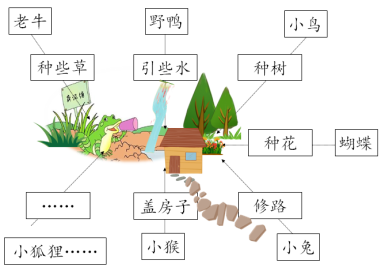 老牛
野鸭
小鸟
种些草
引些水
种树
种花
蝴蝶
……
盖房子
修路
小狐狸……
小猴
小兔